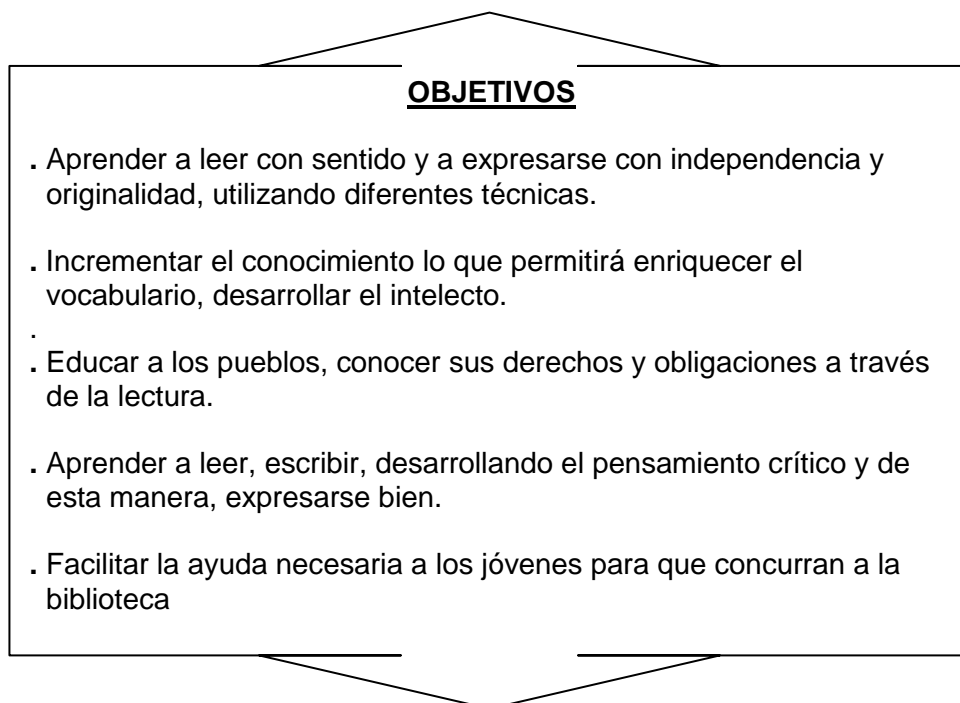 OBJETIVOS
. Aprender a leer con sentido y a expresarse con independencia y
originalidad, utilizando diferentes técnicas.
. Incrementar el conocimiento lo que permitirá enriquecer el
vocabulario, desarrollar el intelecto.
.
. Educar a los pueblos, conocer sus derechos y obligaciones a través
de la lectura.
. Aprender a leer, escribir, desarrollando el pensamiento crítico y de
esta manera, expresarse bien.
. Facilitar la ayuda necesaria a los jóvenes para que concurran a la
biblioteca